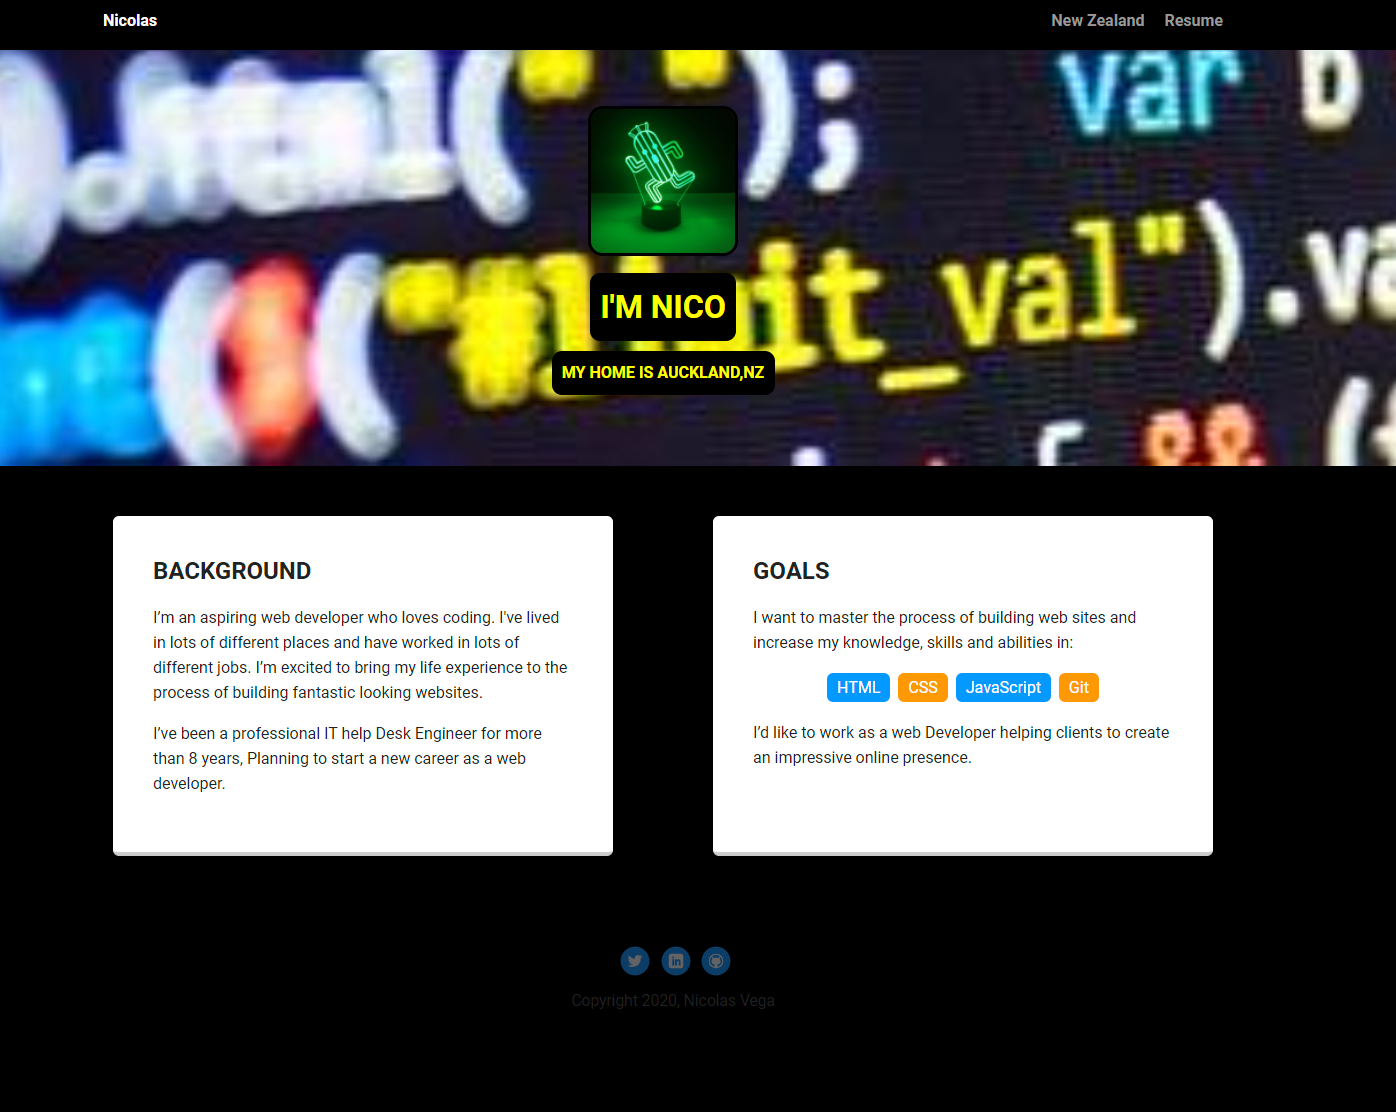 Nicolas New Zealand Resume
).html(" "); var b
I'M NICO
("#limit_val").va
MY HOME IS AUCKLAND,NZ
&& (
BACKGROUND
I’m an aspiring web developer who loves coding. I've lived
in lots of different places and have worked in lots of
different jobs. I’m excited to bring my life experience to the
process of building fantastic looking websites.
I’ve been a professional IT help Desk Engineer for more
than 8 years, Planning to start a new career as a web
developer.
GOALS
I want to master the process of building web sites and
increase my knowledge, skills and abilities in:
HTML CSS JavaScript Git
I’d like to work as a web Developer helping clients to create
an impressive online presence.
Copyright 2020, Nicolas Vega